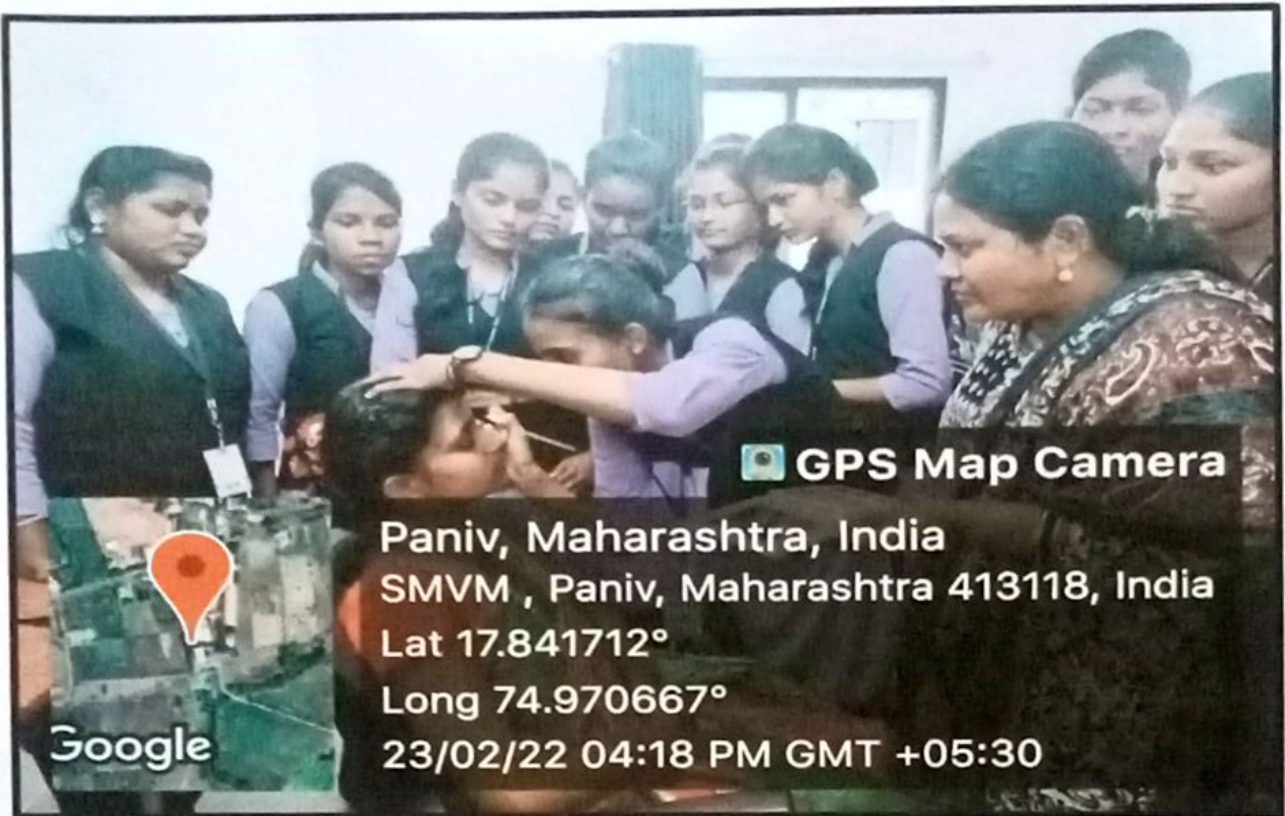 GPS Map Camera
Paniv, Maharashtra, India
SMVM , Paniv, Maharashtra 413118, India
Lat 17.841712°
Long 74.970667°
23/02/22 04:18 PM GMT +05:30
Google